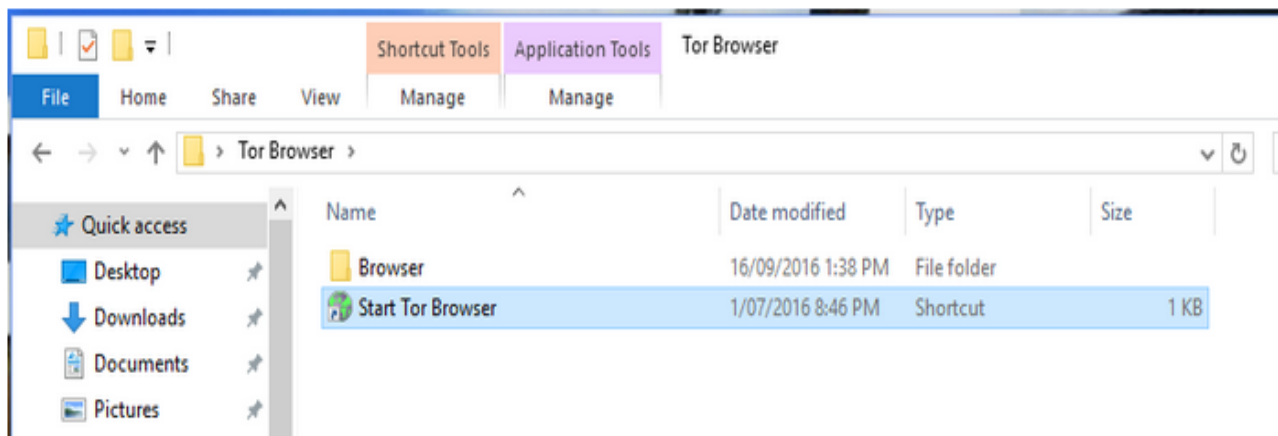 Shortcut Tools Application Tools Tor Browser
File Home Share View Manage Manage
> Tor Browser >
Quick access
Desktop
Downloads
Documents
Pictures
Name Date modified Type Size
Browser 16/09/2016 1:38 PM File folder
Start Tor Browser 1/07/2016 8:46 PM Shortcut 1 KB